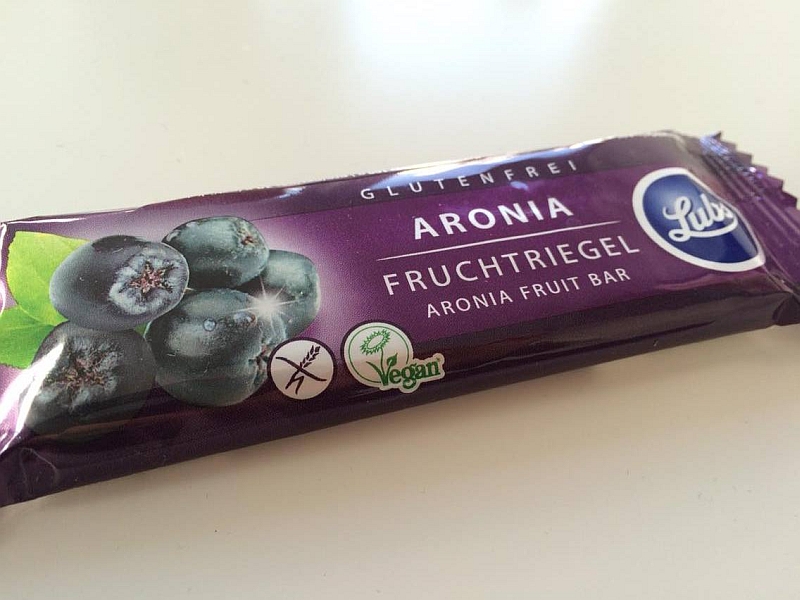 GLUTENFREI
ARONIA
FRUCHTRIEGEL
ARONIA FRUIT BAR
Lubs
Vegan